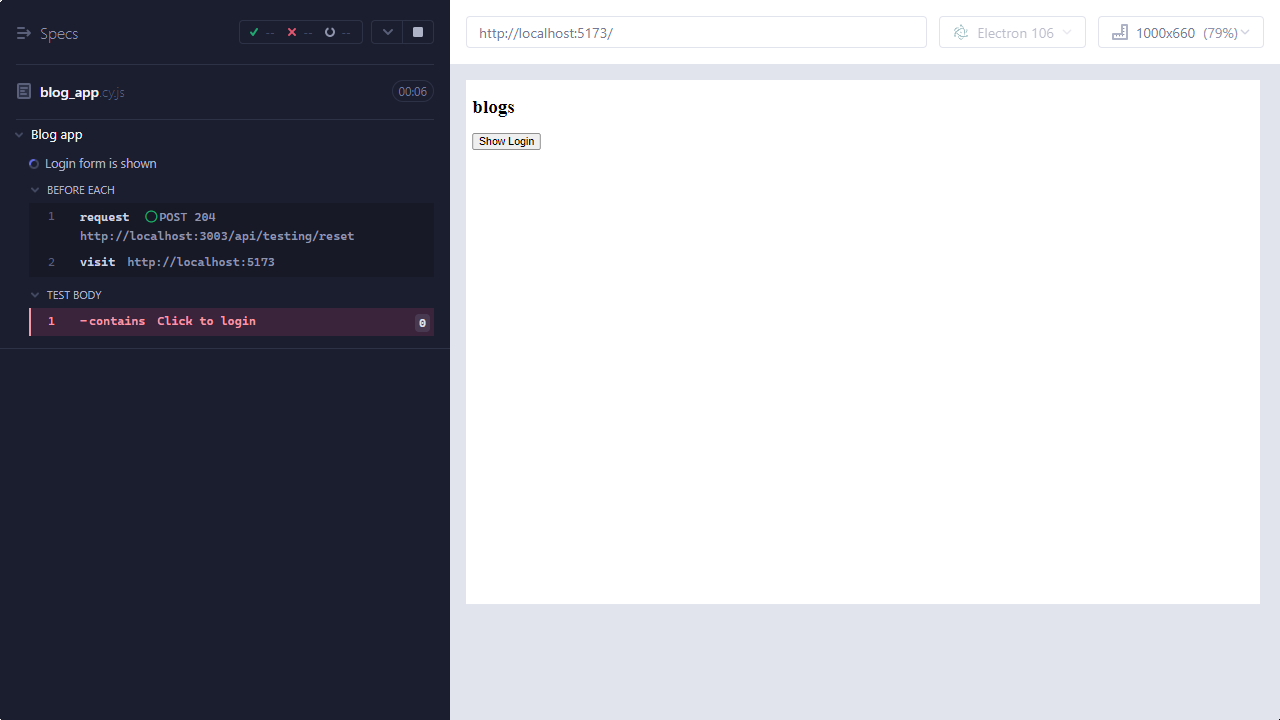 Specs
-- -- --
blog_app.cy.js
00:06
Blog app
Login form is shown
BEFORE EACH
1 request POST 204
http://localhost:3003/api/testing/reset
2 visit http://localhost:5173
TEST BODY
1 -contains Click to login 0
http://localhost:5173/
Electron 106
1000x660 (79%)
blogs
Show Login